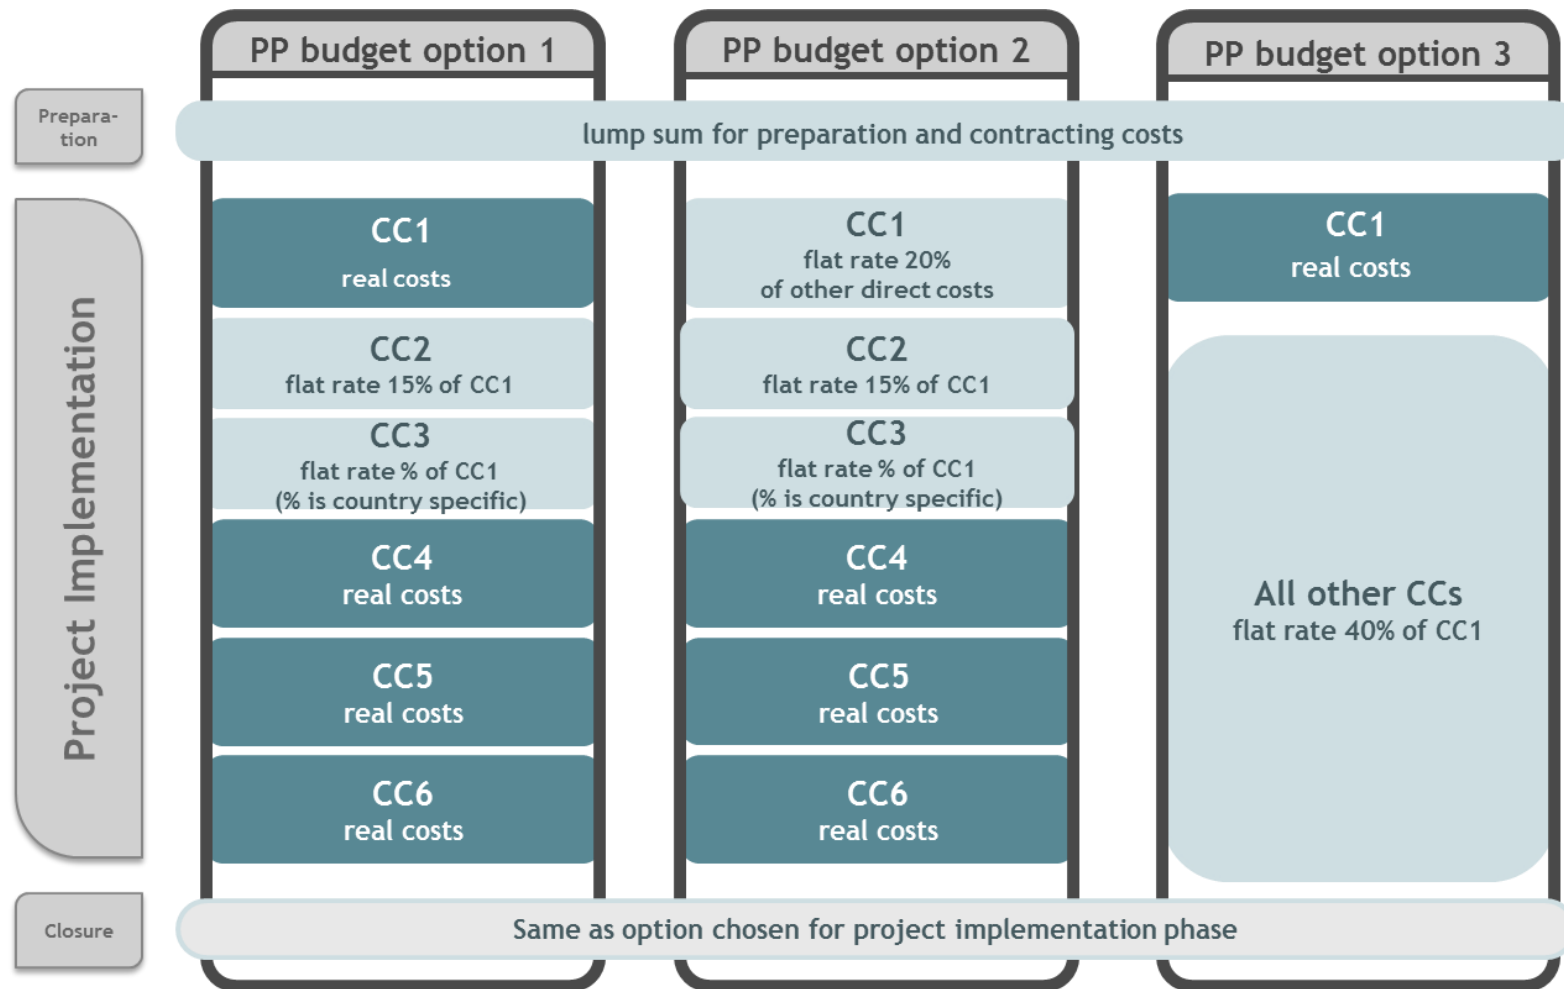 PP budget option 1
PP budget option 2
PP budget option 3
Prepara-
tion
lump sum for preparation and contracting costs
Project Implementation
CC1
real costs
CC2
flat rate 15% of CC1
CC3
flat rate % of CC1
(% is country specific)
CC4
real costs
CC5
real costs
CC6
real costs
CC1
flat rate 20%
of other direct costs
CC2
flat rate 15% of CC1
CC3
flat rate % of CC1
(% is country specific)
CC4
real costs
CC5
real costs
CC6
real costs
CC1
real costs
All other CCs
flat rate 40% of CC1
Closure
Same as option chosen for project implementation phase